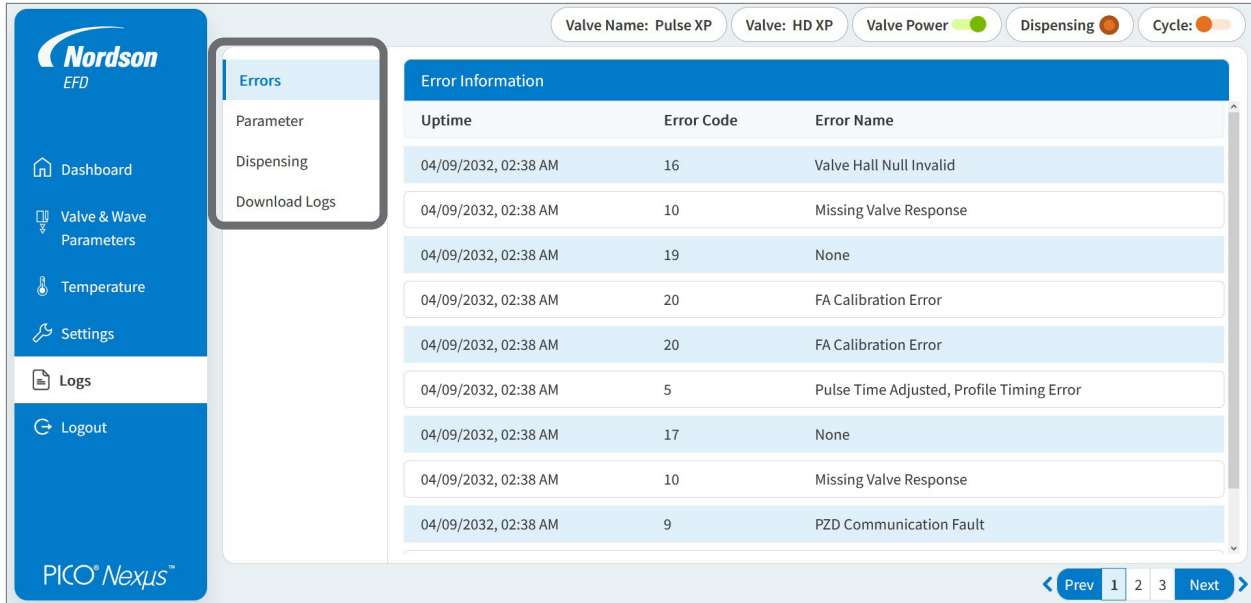 Nordson
EFD
Valve Name: Pulse XP
Valve: HD XP
Valve Power
Dispensing
Cycle:
Dashboard
Valve & Wave
Parameters
Temperature
Settings
Logs
Logout
PICO® Nexμs™
Errors
Parameter
Dispensing
Download Logs
Error Information
Uptime Error Code Error Name
04/09/2032, 02:38 AM 16 Valve Hall Null Invalid
04/09/2032, 02:38 AM 10 Missing Valve Response
04/09/2032, 02:38 AM 19 None
04/09/2032, 02:38 AM 20 FA Calibration Error
04/09/2032, 02:38 AM 20 FA Calibration Error
04/09/2032, 02:38 AM 5 Pulse Time Adjusted, Profile Timing Error
04/09/2032, 02:38 AM 17 None
04/09/2032, 02:38 AM 10 Missing Valve Response
04/09/2032, 02:38 AM 9 PZD Communication Fault
Prev 1 2 3 Next